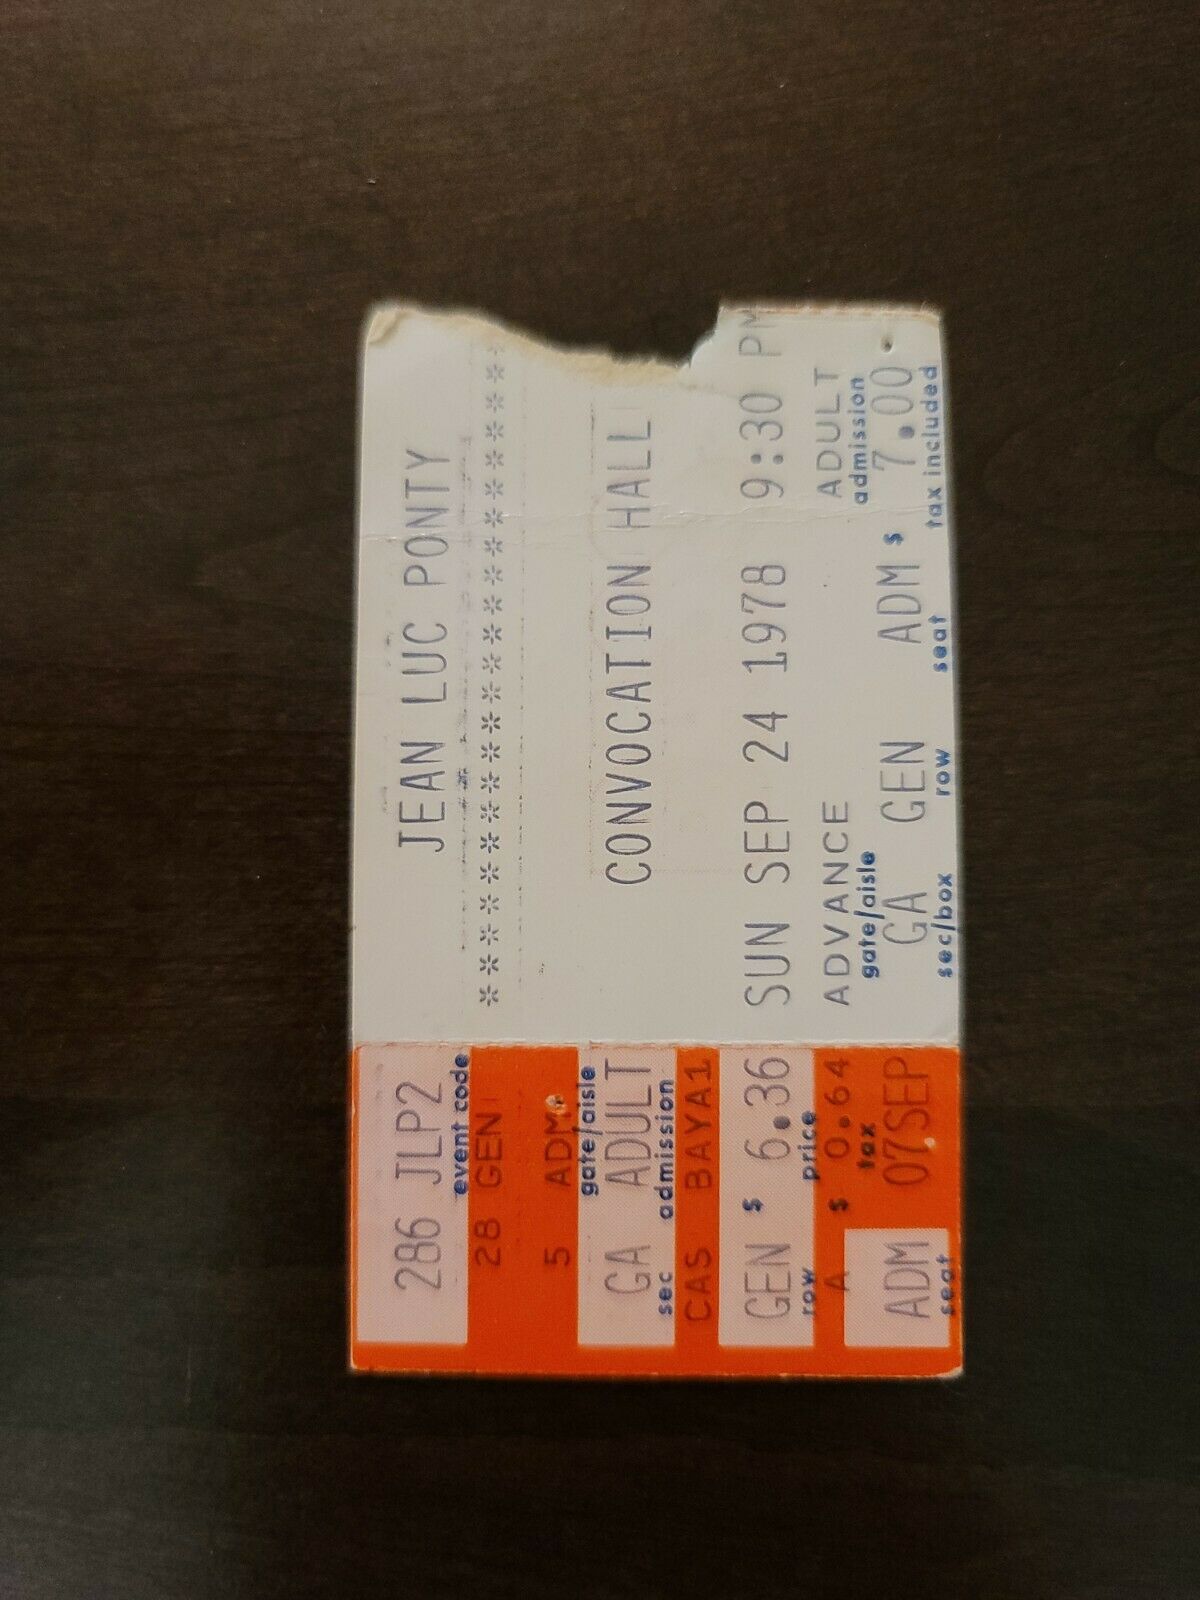 286 JLP2
event code
28 GEN
5 ADM
gate/aisle
GA ADULT
sec admission
CAS BAYA1
GEN $ 6.36
row price
A $ 0.64
tax
ADM 07SEP
seat
JEAN LUC PONTY
*******************
CONVOCATION HALL
SUN SEP 24 1978 9:30 PM
ADVANCE ADULT
gate/aisle admission
GA GEN ADM $ 7.00
sec/box row seat tax included